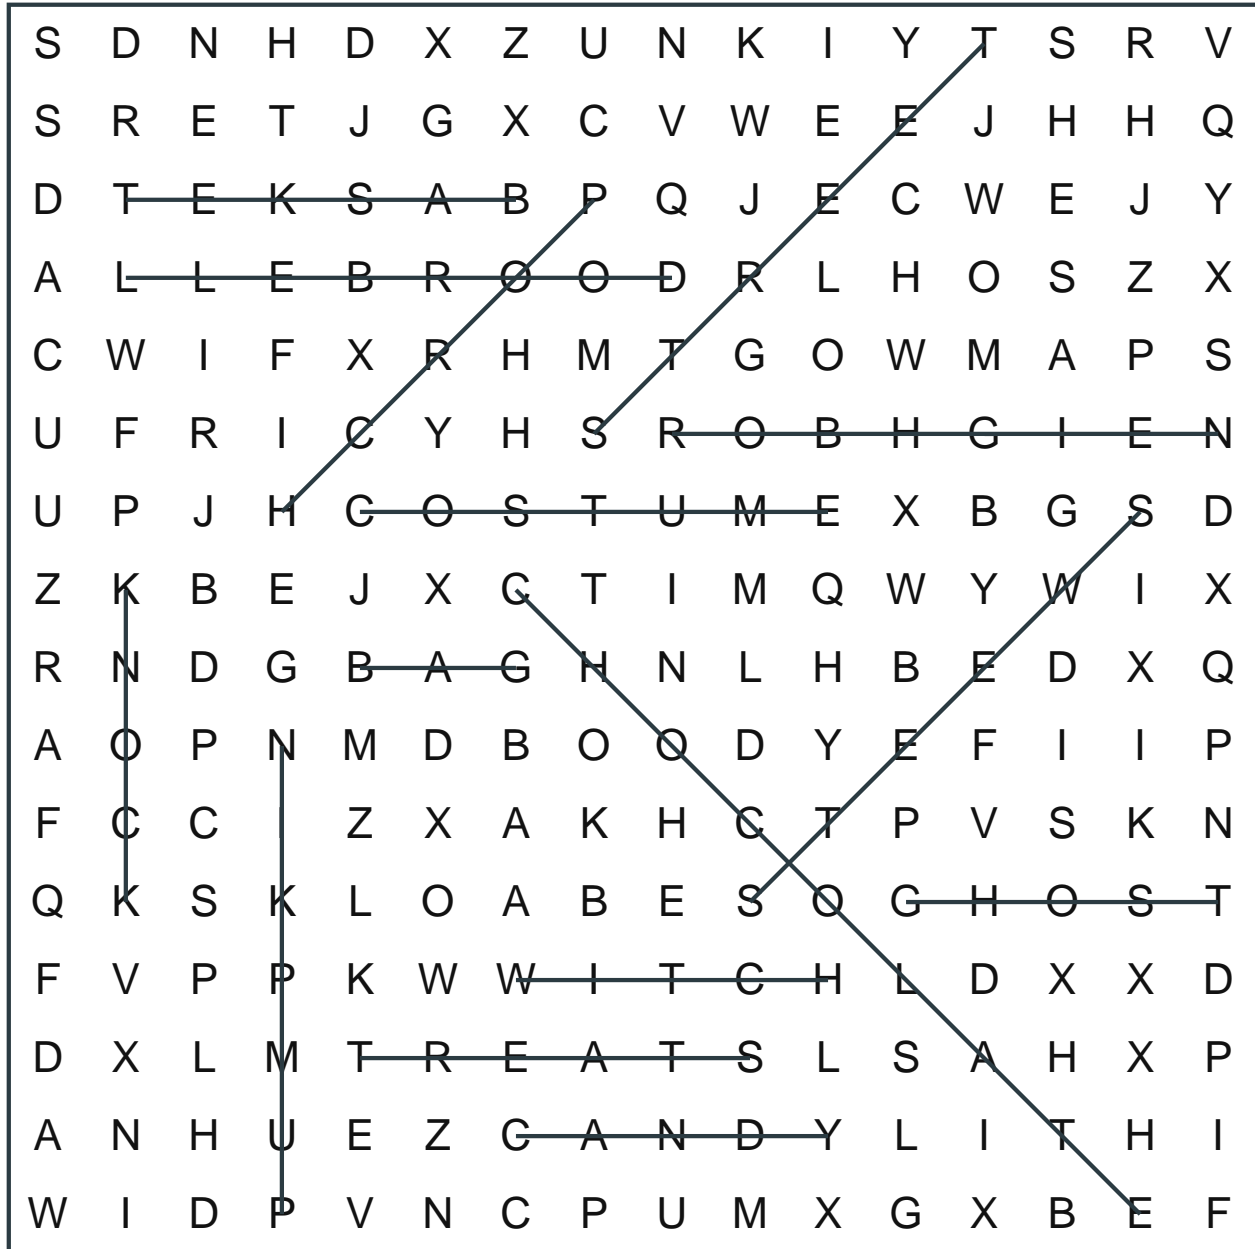 S D N H D X Z U N K I Y T S R V
S R E T J G X C V W E E J H H Q
D T E K S A B P Q J E C W E J Y
A L L E B R O O D R L H O S Z X
C W I F X R H M T G O W M A P S
U F R I C Y H S R O B H G I E N
U P J H C O S T U M E X B G S D
Z K B E J X C T I M Q W Y W I X
R N D G B A G H N L H B E D X Q
A O P N M D B O O D Y E F I I P
F C C I Z X A K H C T P V S K N
Q K S K L O A B E S O G H O S T
F V P P K W W I T C H L D X X D
D X L M T R E A T S L S A H X P
A N H U E Z C A N D Y L I T H I
W I D P V N C P U M X G X B E F